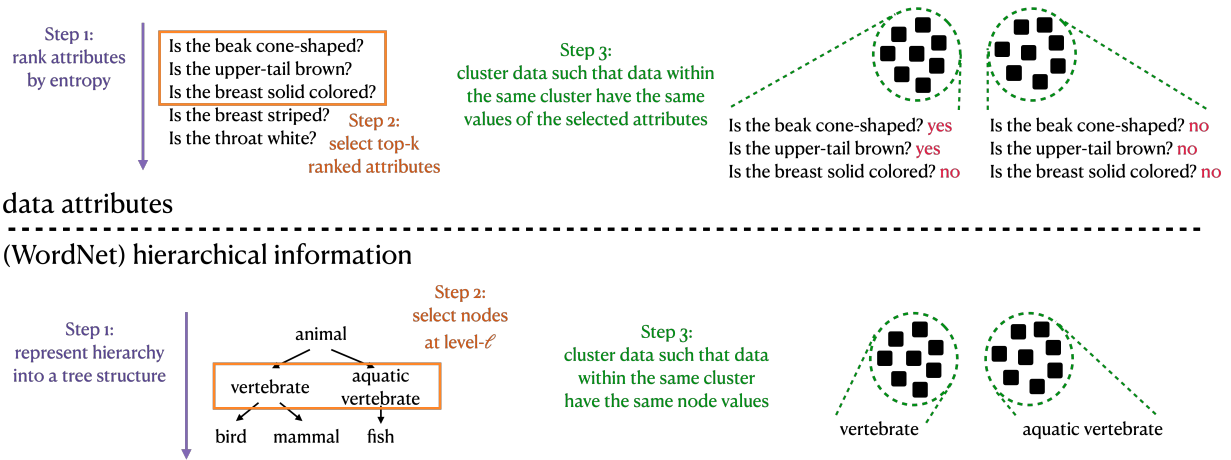 Step 1:
rank attributes
by entropy
Is the beak cone-shaped?
Is the upper-tail brown?
Is the breast solid colored?
Is the breast striped?
Is the throat white?
Step 2:
select top-k
ranked attributes
Step 3:
cluster data such that data within
the same cluster have the same
values of the selected attributes
Is the beak cone-shaped? yes
Is the upper-tail brown? yes
Is the breast solid colored? no
Is the beak cone-shaped? no
Is the upper-tail brown? no
Is the breast solid colored? no
data attributes
(WordNet) hierarchical information
Step 1:
represent hierarchy
into a tree structure
animal
vertebrate
aquatic
vertebrate
bird
mammal
fish
Step 2:
select nodes
at level-ℓ
Step 3:
cluster data such that data
within the same cluster
have the same node values
vertebrate
aquatic vertebrate